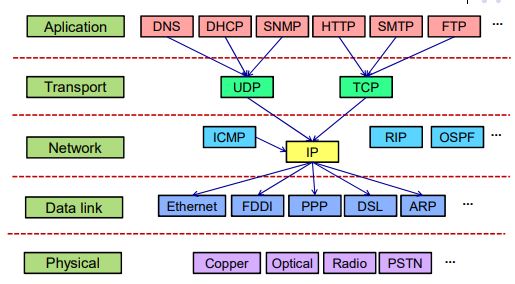 Aplication DNS DHCP SNMP HTTP SMTP FTP ...
Transport UDP TCP
ICMP RIP OSPF ...
Network IP
Data link Ethernet FDDI PPP DSL ARP ...
Physical Copper Optical Radio PSTN ...